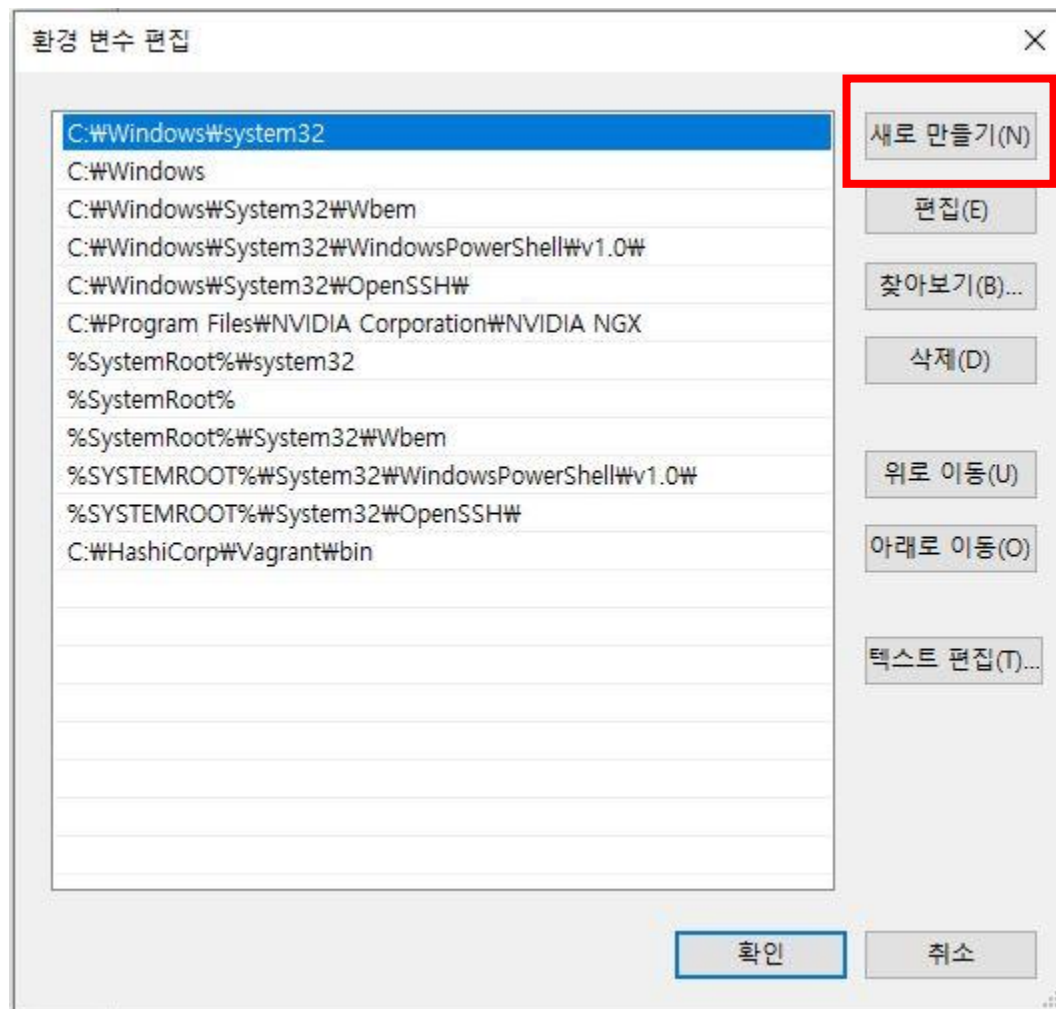 환경 변수 편집
C:₩Windows₩system32
C:₩Windows
C:₩Windows₩System32₩Wbem
C:₩Windows₩System32₩WindowsPowerShell₩v1.0₩
C:₩Windows₩System32₩OpenSSH₩
C:₩Program Files₩NVIDIA Corporation₩NVIDIA NGX
%SystemRoot%₩system32
%SystemRoot%
%SystemRoot%₩System32₩Wbem
%SYSTEMROOT%₩System32₩WindowsPowerShell₩v1.0₩
%SYSTEMROOT%₩System32₩OpenSSH₩
C:₩HashiCorp₩Vagrant₩bin
새로 만들기(N)
편집(E)
찾아보기(B)...
삭제(D)
위로 이동(U)
아래로 이동(O)
텍스트 편집(T)...
확인
취소